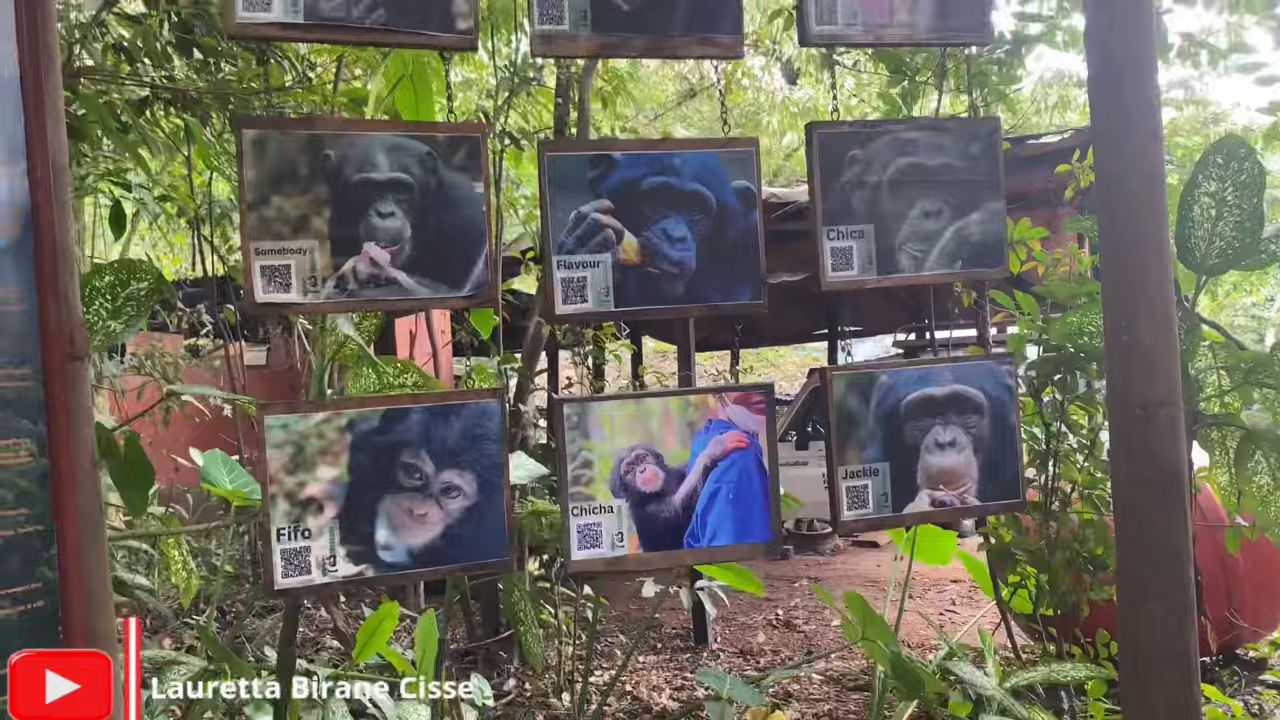 Somebody
Flavour
Chica
Fifo
Chicha
Jackie
Lauretta Birane Cisse